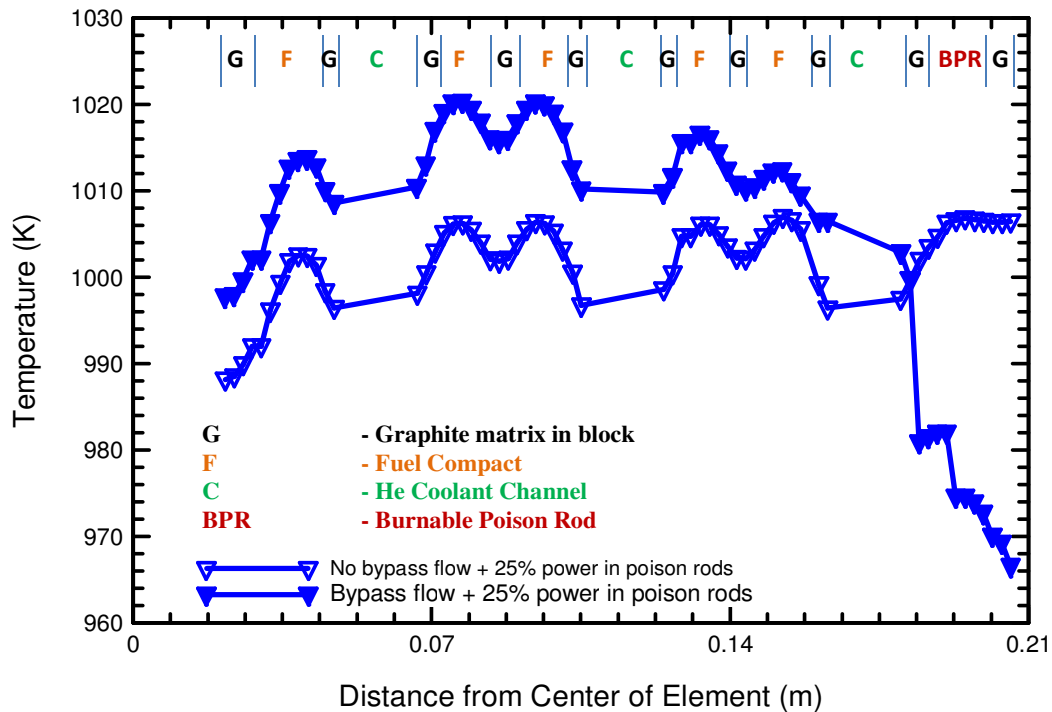 1030
G F G C G F G F G C G F G F G C G BPR G
1020
1010
1000
990
980
970
960
Temperature (K)
G - Graphite matrix in block
F - Fuel Compact
C - He Coolant Channel
BPR - Burnable Poison Rod
No bypass flow + 25% power in poison rods
Bypass flow + 25% power in poison rods
0 0.07 0.14 0.21
Distance from Center of Element (m)